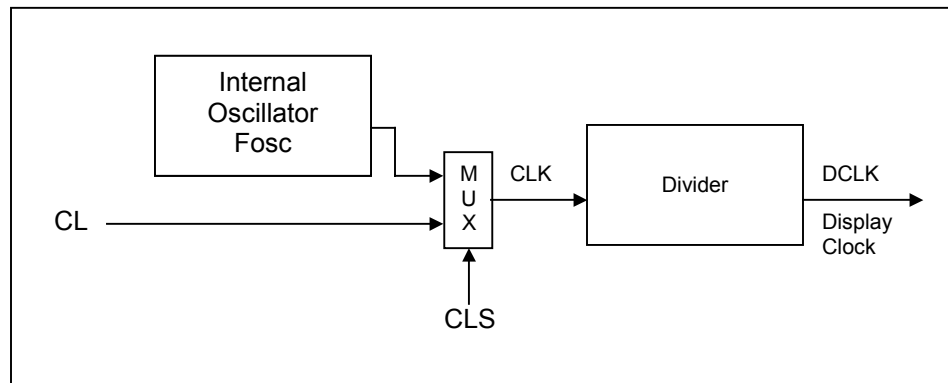 Internal
Oscillator
Fosc
CL
M
U
X
CLS
CLK
Divider
DCLK
Display
Clock